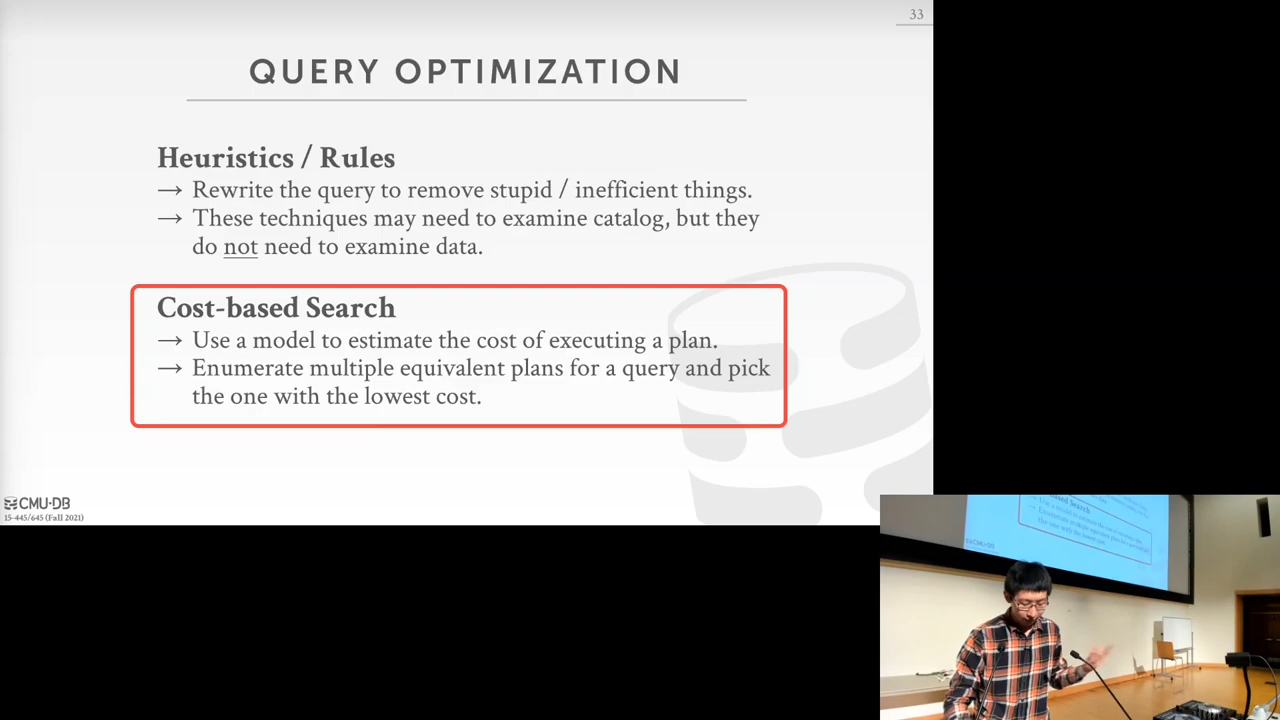 33
QUERY OPTIMIZATION
Heuristics / Rules
→ Rewrite the query to remove stupid / inefficient things.
→ These techniques may need to examine catalog, but they
do not need to examine data.
Cost-based Search
→ Use a model to estimate the cost of executing a plan.
→ Enumerate multiple equivalent plans for a query and pick
the one with the lowest cost.
CMU·DB
15-445/645 (Fall 2021)